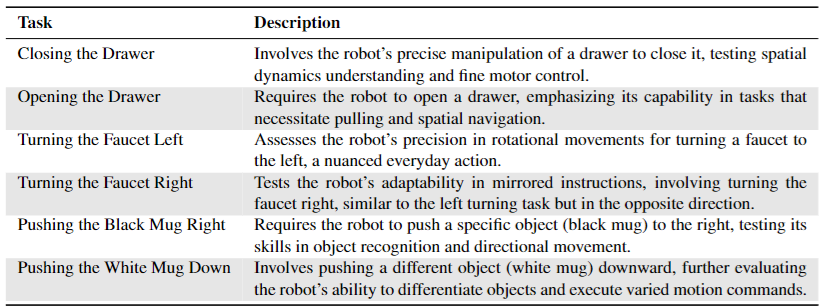 Task Description
Closing the Drawer Involves the robot’s precise manipulation of a drawer to close it, testing spatial
dynamics understanding and fine motor control.
Opening the Drawer Requires the robot to open a drawer, emphasizing its capability in tasks that
necessitate pulling and spatial navigation.
Turning the Faucet Left Assesses the robot’s precision in rotational movements for turning a faucet to
the left, a nuanced everyday action.
Turning the Faucet Right Tests the robot’s adaptability in mirrored instructions, involving turning the
faucet right, similar to the left turning task but in the opposite direction.
Pushing the Black Mug Right Requires the robot to push a specific object (black mug) to the right, testing its
skills in object recognition and directional movement.
Pushing the White Mug Down Involves pushing a different object (white mug) downward, further evaluating
the robot’s ability to differentiate objects and execute varied motion commands.